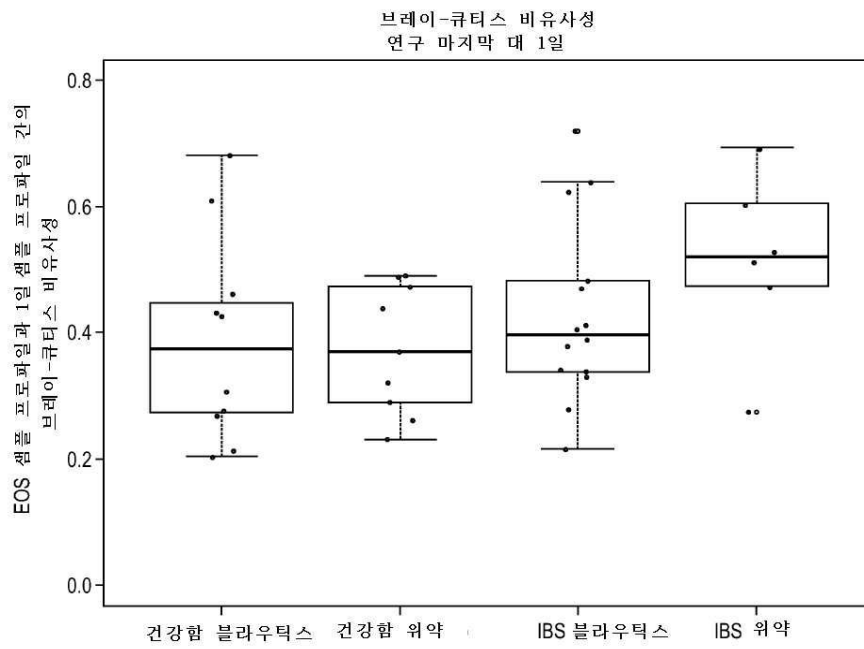 브레이-큐티스 비유사성
연구 마지막 대 1일
EOS 샘플 프로파일과 1일 샘플 프로파일 간의
브레이-큐티스 비유사성
0.8
0.6
0.4
0.2
0.0
건강함 블라우틱스
건강함 위약
IBS 블라우틱스
IBS 위약